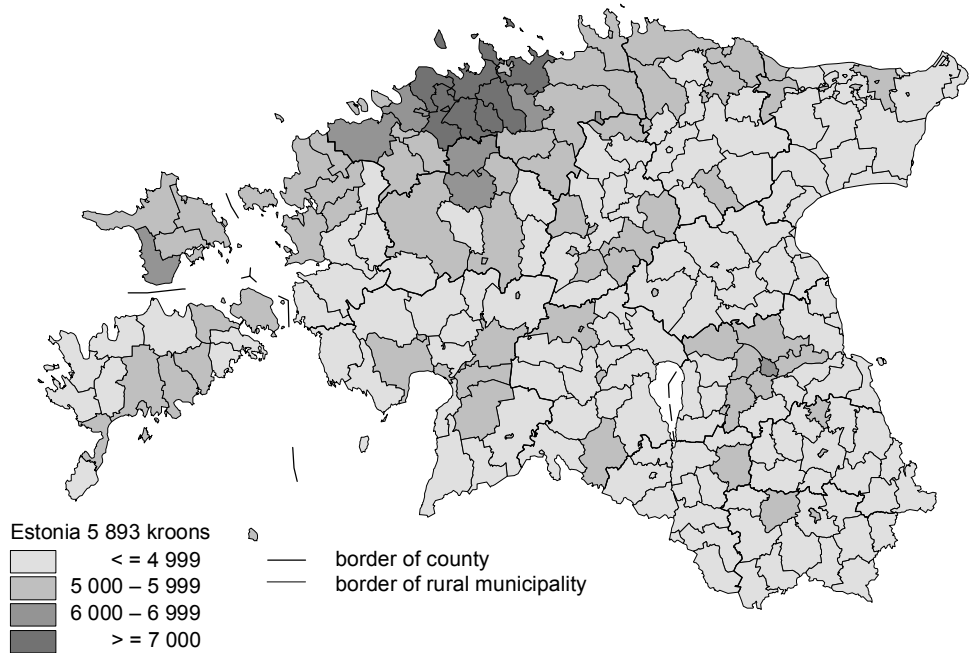 Estonia 5 893 kroons
< = 4 999
5 000 – 5 999
6 000 – 6 999
> = 7 000
border of county
border of rural municipality